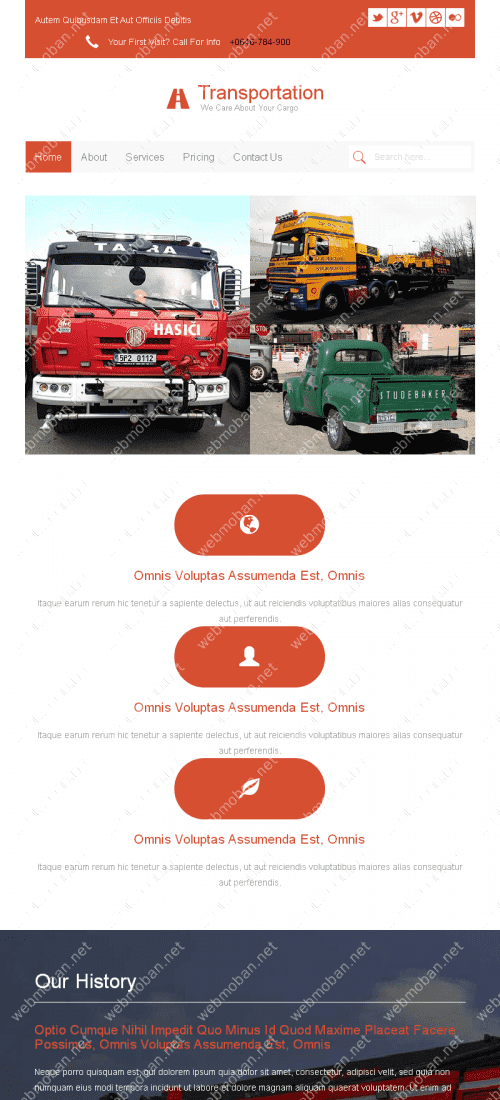 Autem Quibusdam Et Aut Officiis Debitis
Your First Visit? Call For Info +0646-784-900
Transportation
We Care About Your Cargo
Home About Services Pricing Contact Us Search here...
TATRA
HASIČI
5P2 0112
STUDEBAKER
Omnis Voluptas Assumenda Est, Omnis
Itaque earum rerum hic tenetur a sapiente delectus, ut aut reiciendis voluptatibus maiores alias consequatur
aut perferendis.
Omnis Voluptas Assumenda Est, Omnis
Itaque earum rerum hic tenetur a sapiente delectus, ut aut reiciendis voluptatibus maiores alias consequatur
aut perferendis.
Omnis Voluptas Assumenda Est, Omnis
Itaque earum rerum hic tenetur a sapiente delectus, ut aut reiciendis voluptatibus maiores alias consequatur
aut perferendis.
Our History
Optio Cumque Nihil Impedit Quo Minus Id Quod Maxime Placeat Facere
Possimus, Omnis Voluptas Assumenda Est, Omnis
Neque porro quisquam est, qui dolorem ipsum quia dolor sit amet, consectetur, adipisci velit, sed quia non
numquam eius modi tempora incidunt ut labore et dolore magnam aliquam quaerat voluptatem.ut enim ad
webmoban.net